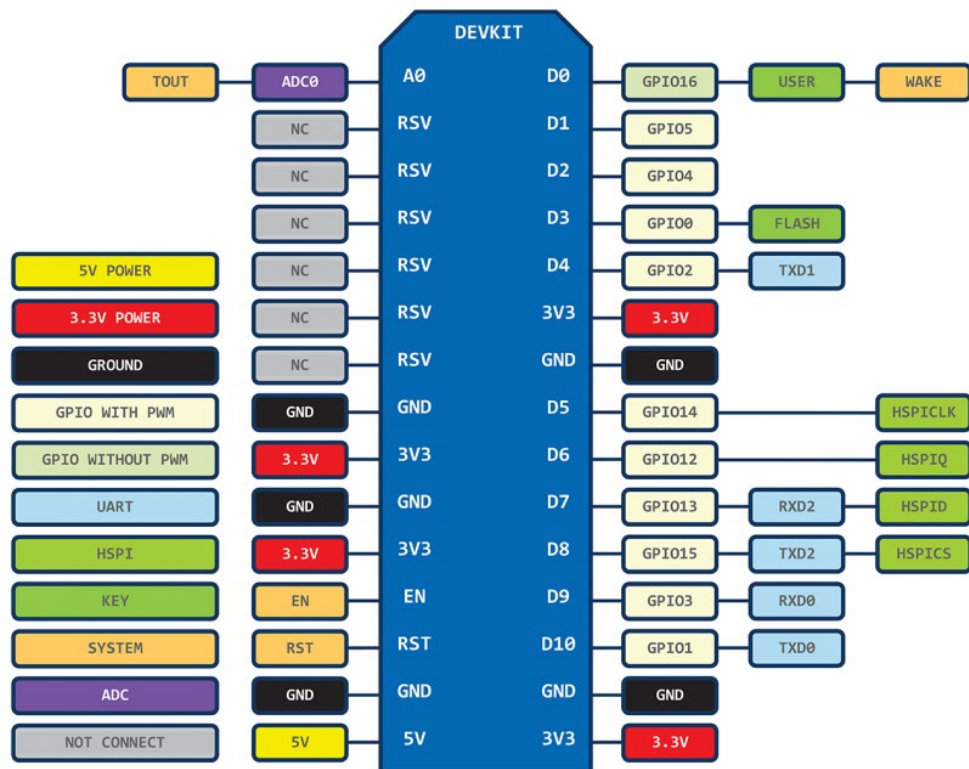 DEVKIT
TOUT ADC0 A0 D0 GPIO16 USER WAKE
NC RSV D1 GPIO5
NC RSV D2 GPIO4
NC RSV D3 GPIO0 FLASH
5V POWER NC RSV D4 GPIO2 TXD1
3.3V POWER NC RSV 3V3 3.3V
GROUND NC RSV GND GND
GPIO WITH PWM GND GND D5 GPIO14 HSPICLK
GPIO WITHOUT PWM 3.3V 3V3 D6 GPIO12 HSPIQ
UART GND GND D7 GPIO13 RXD2 HSPID
HSPI 3.3V 3V3 D8 GPIO15 TXD2 HSPICS
KEY EN EN D9 GPIO3 RXD0
SYSTEM RST RST D10 GPIO1 TXD0
ADC GND GND GND GND
NOT CONNECT 5V 5V 3V3 3.3V